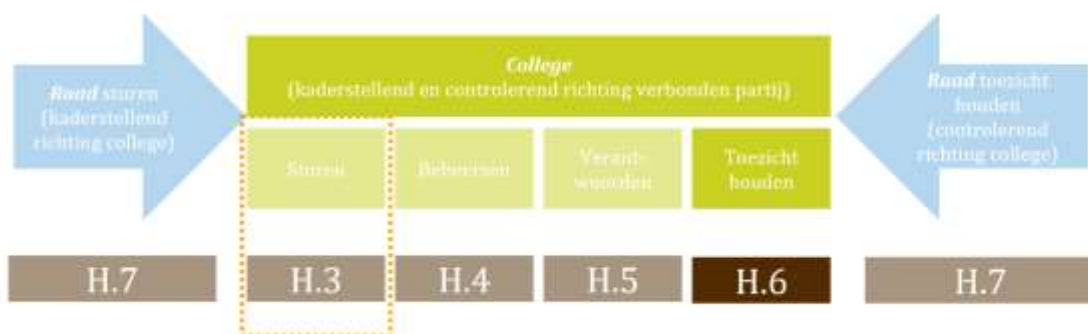 Raad sturen
(kaderstellend
richting college)
College
(kaderstellend en controlerend richting verbonden partij)
Sturen
Beheersen
Verant-
woorden
Toezicht
houden
Raad toezicht
houden
(controlerend
richting college)
H.7
H.3
H.4
H.5
H.6
H.7